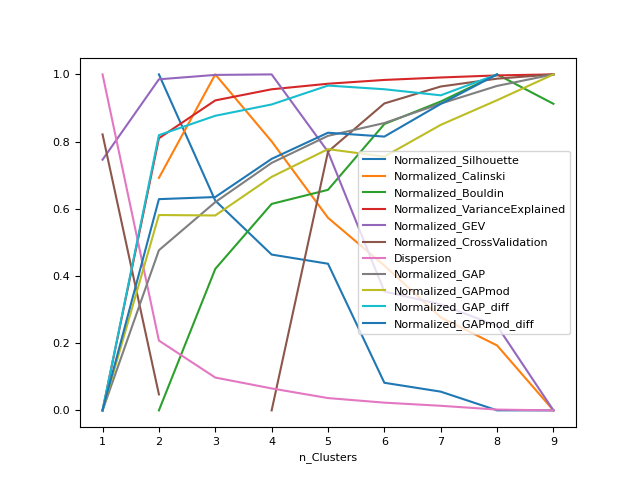 1.0
0.8
0.6
0.4
0.2
0.0
Normalized_Silhouette
Normalized_Calinski
Normalized_Bouldin
Normalized_VarianceExplained
Normalized_GEV
Normalized_CrossValidation
Dispersion
Normalized_GAP
Normalized_GAPmod
Normalized_GAP_diff
Normalized_GAPmod_diff
1 2 3 4 5 6 7 8 9
n_Clusters